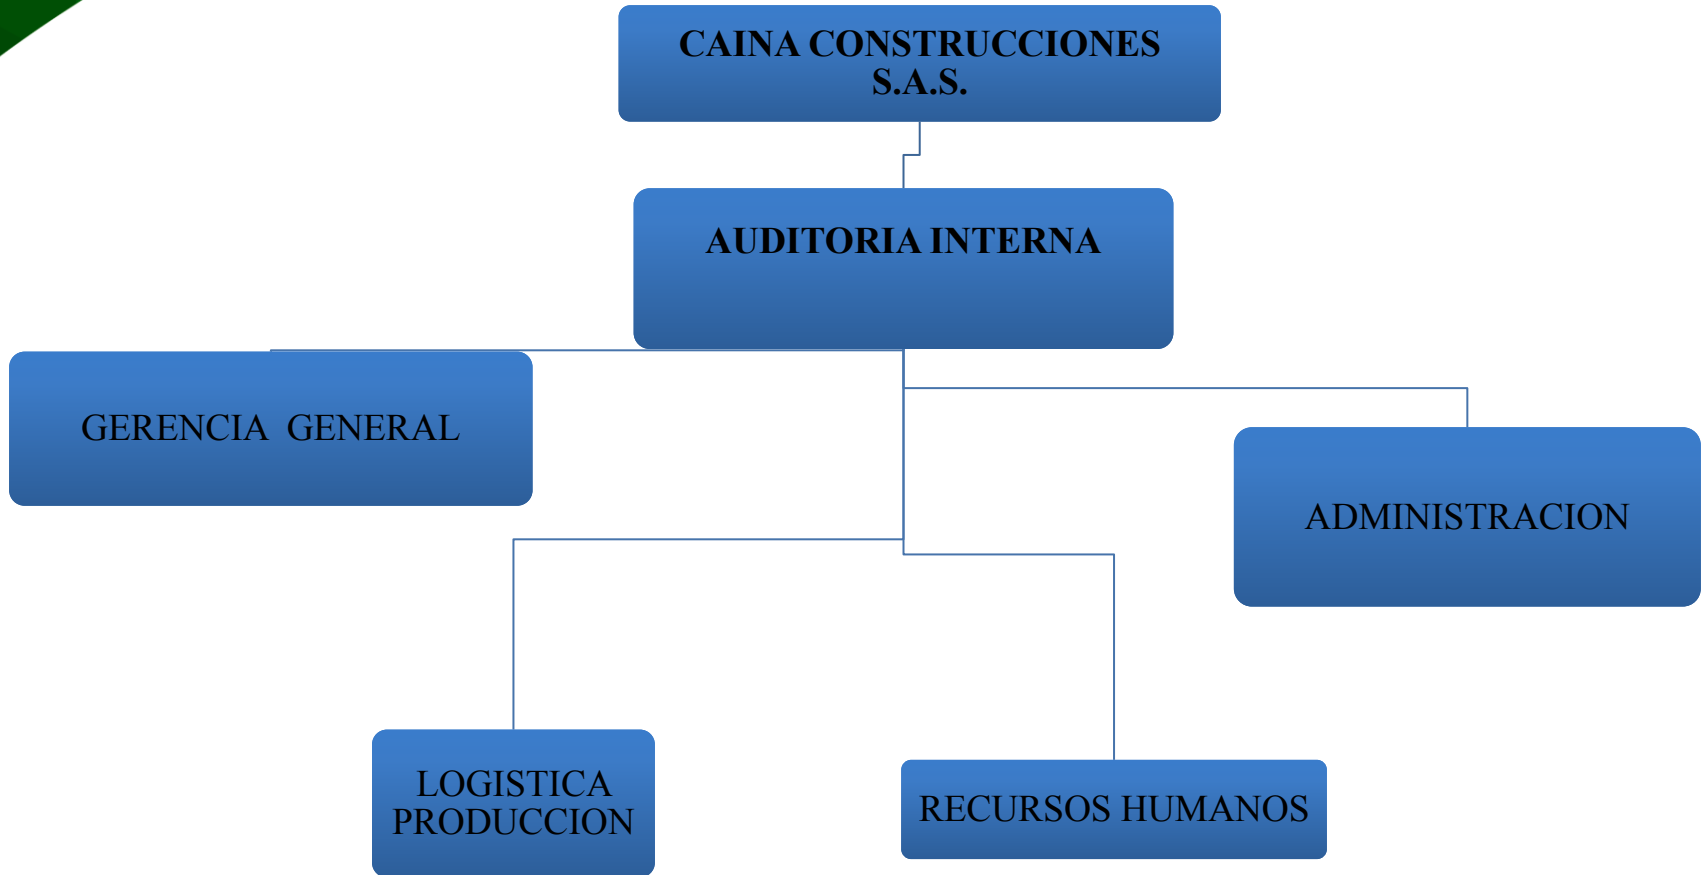 CAINA CONSTRUCCIONES
S.A.S.
AUDITORIA INTERNA
GERENCIA  GENERAL
ADMINISTRACION
LOGISTICA
PRODUCCION
RECURSOS HUMANOS